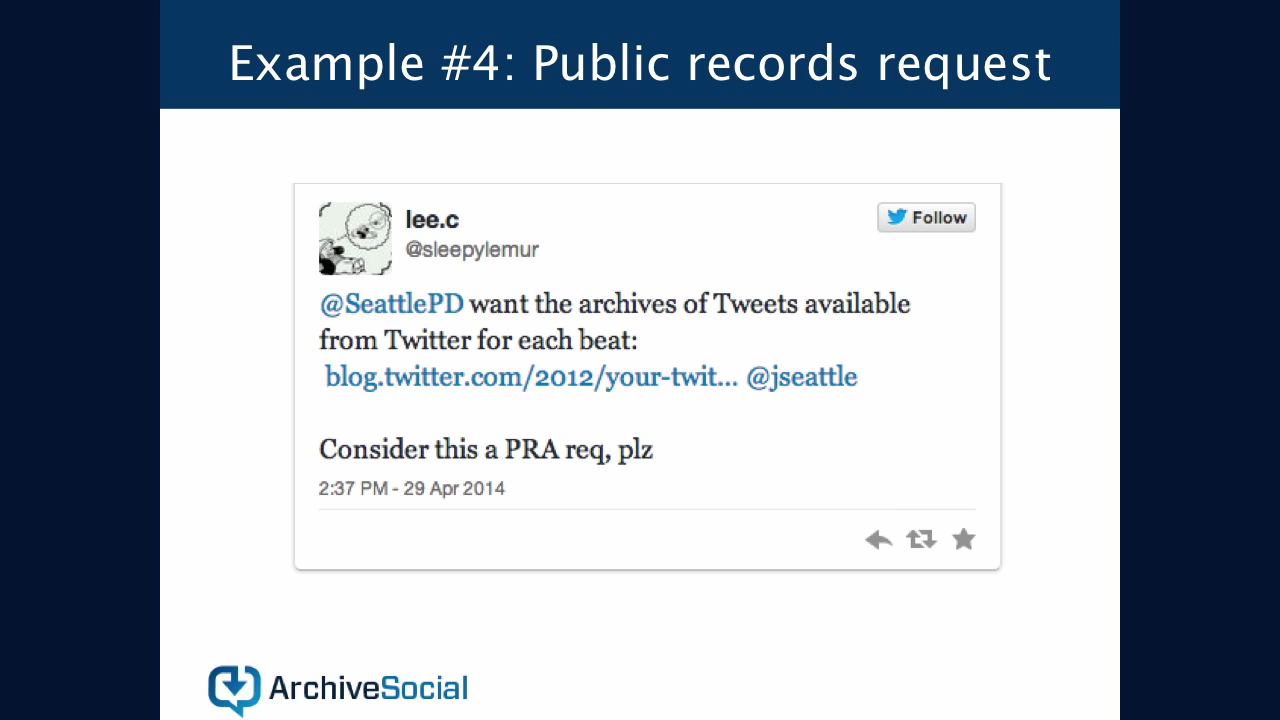 Example #4: Public records request
lee.c
@sleepylemur
Follow
@SeattlePD want the archives of Tweets available
from Twitter for each beat:
blog.twitter.com/2012/your-twit... @jseattle
Consider this a PRA req, plz
2:37 PM - 29 Apr 2014
ArchiveSocial